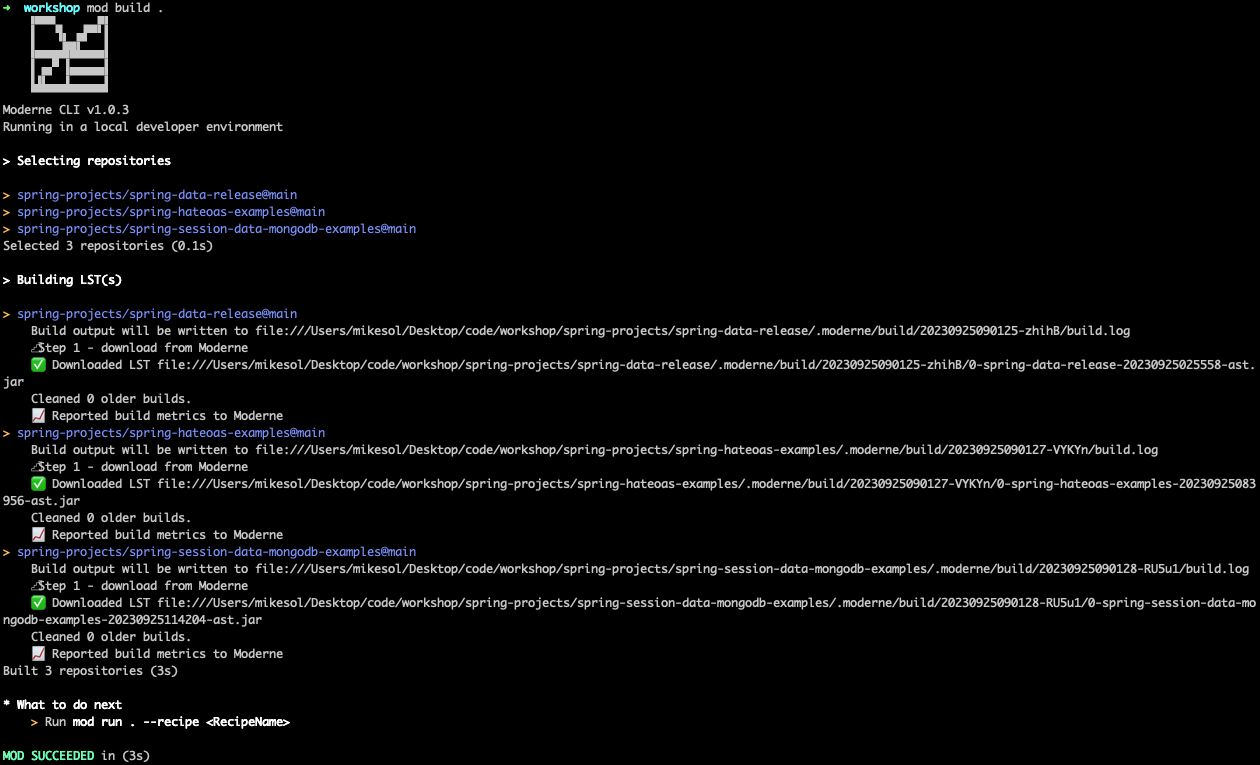 ➜ workshop mod build .
Moderne CLI v1.0.3
Running in a local developer environment
> Selecting repositories
> spring-projects/spring-data-release@main
> spring-projects/spring-hateoas-examples@main
> spring-projects/spring-session-data-mongodb-examples@main
Selected 3 repositories (0.1s)
> Building LST(s)
> spring-projects/spring-data-release@main
Build output will be written to file:///Users/mikesol/Desktop/code/workshop/spring-projects/spring-data-release/.moderne/build/20230925090125-zhihB/build.log
Step 1 - download from Moderne
✅ Downloaded LST file:///Users/mikesol/Desktop/code/workshop/spring-projects/spring-data-release/.moderne/build/20230925090125-zhihB/0-spring-data-release-20230925025558-ast.
jar
Cleaned 0 older builds.
📈 Reported build metrics to Moderne
> spring-projects/spring-hateoas-examples@main
Build output will be written to file:///Users/mikesol/Desktop/code/workshop/spring-projects/spring-hateoas-examples/.moderne/build/20230925090127-VYKYn/build.log
Step 1 - download from Moderne
✅ Downloaded LST file:///Users/mikesol/Desktop/code/workshop/spring-projects/spring-hateoas-examples/.moderne/build/20230925090127-VYKYn/0-spring-hateoas-examples-20230925083
956-ast.jar
Cleaned 0 older builds.
📈 Reported build metrics to Moderne
> spring-projects/spring-session-data-mongodb-examples@main
Build output will be written to file:///Users/mikesol/Desktop/code/workshop/spring-projects/spring-session-data-mongodb-examples/.moderne/build/20230925090128-RU5u1/build.log
Step 1 - download from Moderne
✅ Downloaded LST file:///Users/mikesol/Desktop/code/workshop/spring-projects/spring-session-data-mongodb-examples/.moderne/build/20230925090128-RU5u1/0-spring-session-data-mo
ngodb-examples-20230925114204-ast.jar
Cleaned 0 older builds.
📈 Reported build metrics to Moderne
Built 3 repositories (3s)
* What to do next
> Run mod run . --recipe <RecipeName>
MOD SUCCEEDED in (3s)